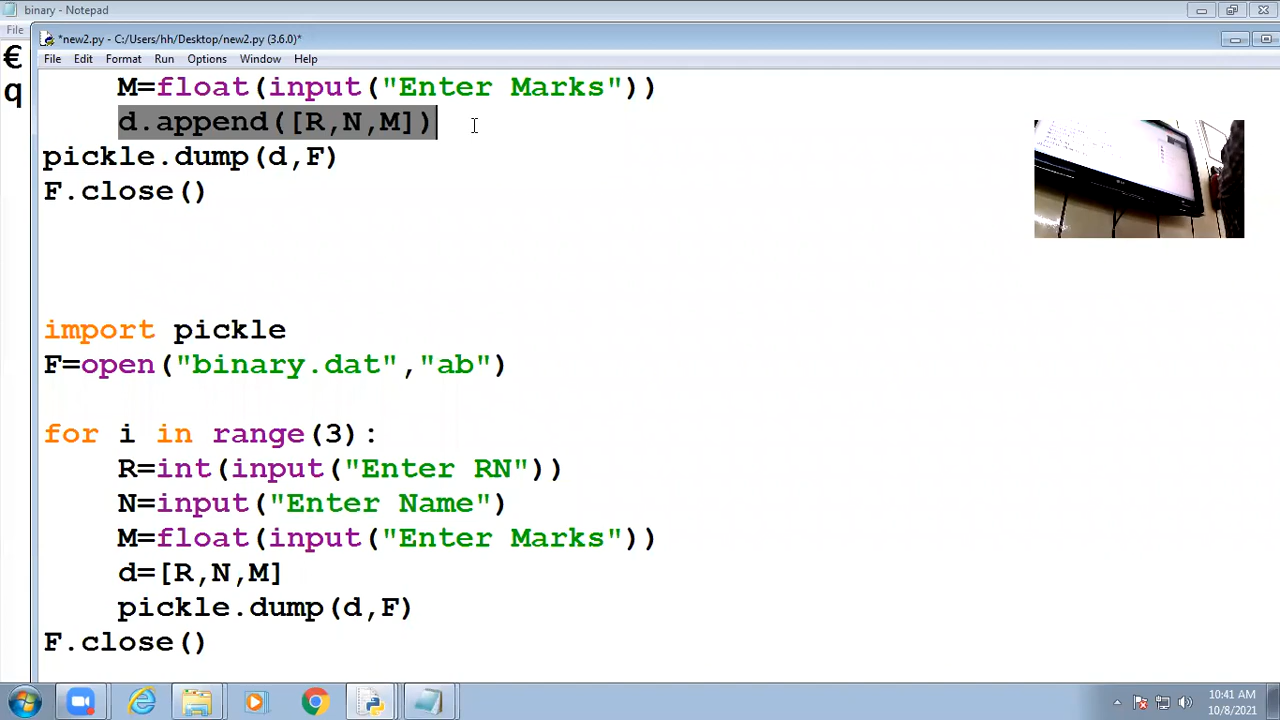 binary - Notepad
File
*new2.py - C:/Users/hh/Desktop/new2.py (3.6.0)*
File Edit Format Run Options Window Help
€
q
M=float(input("Enter Marks"))
d.append([R,N,M])
pickle.dump(d,F)
F.close()
import pickle
F=open("binary.dat","ab")
for i in range(3):
R=int(input("Enter RN"))
N=input("Enter Name")
M=float(input("Enter Marks"))
d=[R,N,M]
pickle.dump(d,F)
F.close()
10:41 AM
10/8/2021